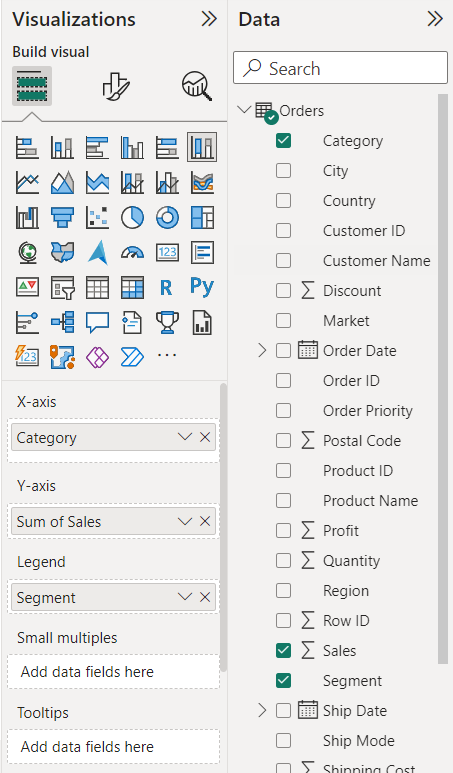 Visualizations
Build visual
123
R
Py
123
X-axis
Category
Y-axis
Sum of Sales
Legend
Segment
Small multiples
Add data fields here
Tooltips
Add data fields here
Data
Search
Orders
Category
City
Country
Customer ID
Customer Name
Discount
Market
Order Date
Order ID
Order Priority
Postal Code
Product ID
Product Name
Profit
Quantity
Region
Row ID
Sales
Segment
Ship Date
Ship Mode
Shipping Cost